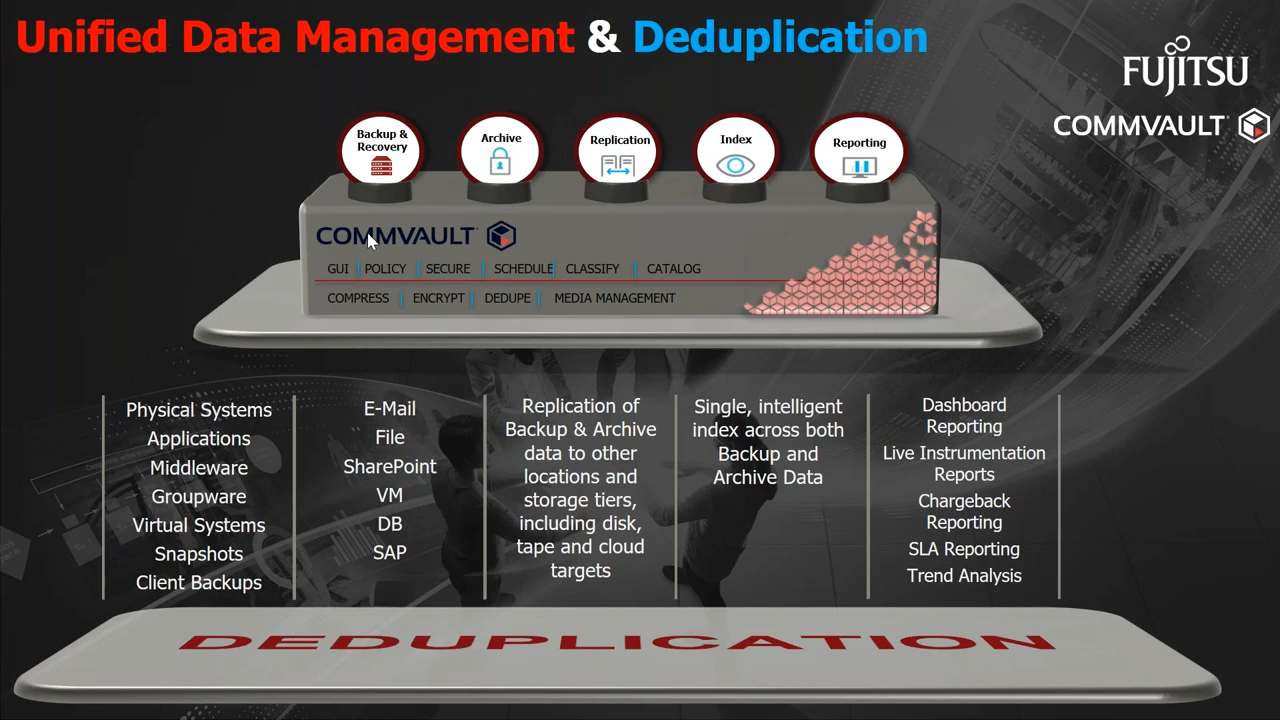 Unified Data Management & Deduplication
FUJITSU
COMMVAULT
Backup &
Recovery
Archive
Replication
Index
Reporting
COMMVAULT
GUI | POLICY | SECURE | SCHEDULE | CLASSIFY | CATALOG
COMPRESS | ENCRYPT | DEDUPE | MEDIA MANAGEMENT
Physical Systems
Applications
Middleware
Groupware
Virtual Systems
Snapshots
Client Backups
E-Mail
File
SharePoint
VM
DB
SAP
Replication of
Backup & Archive
data to other
locations and
storage tiers,
including disk,
tape and cloud
targets
Single, intelligent
index across both
Backup and
Archive Data
Dashboard
Reporting
Live Instrumentation
Reports
Chargeback
Reporting
SLA Reporting
Trend Analysis
DEDUPLICATION